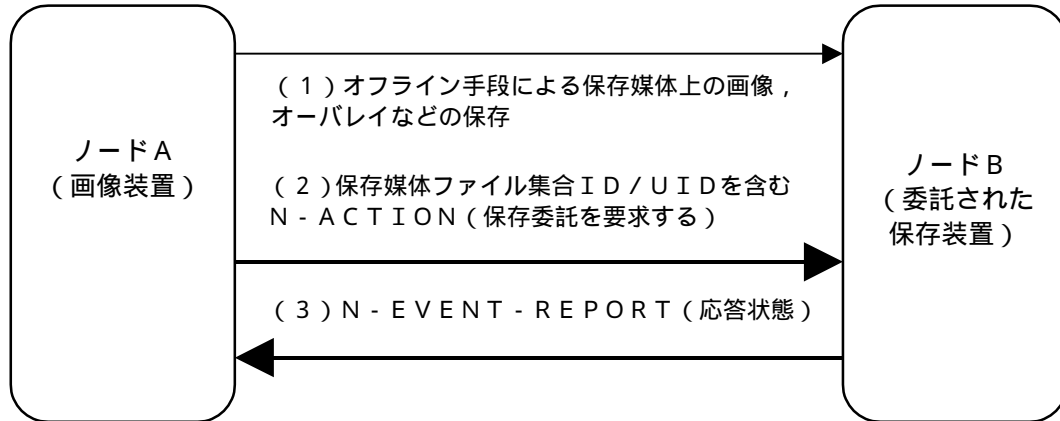 ノードA
(画像装置)
(1)オフライン手段による保存媒体上の画像,
オーバレイなどの保存
(2)保存媒体ファイル集合ID/UIDを含む
N-ACTION(保存委託を要求する)
(3)N-EVENT-REPORT(応答状態)
ノードB
(委託された
保存装置)